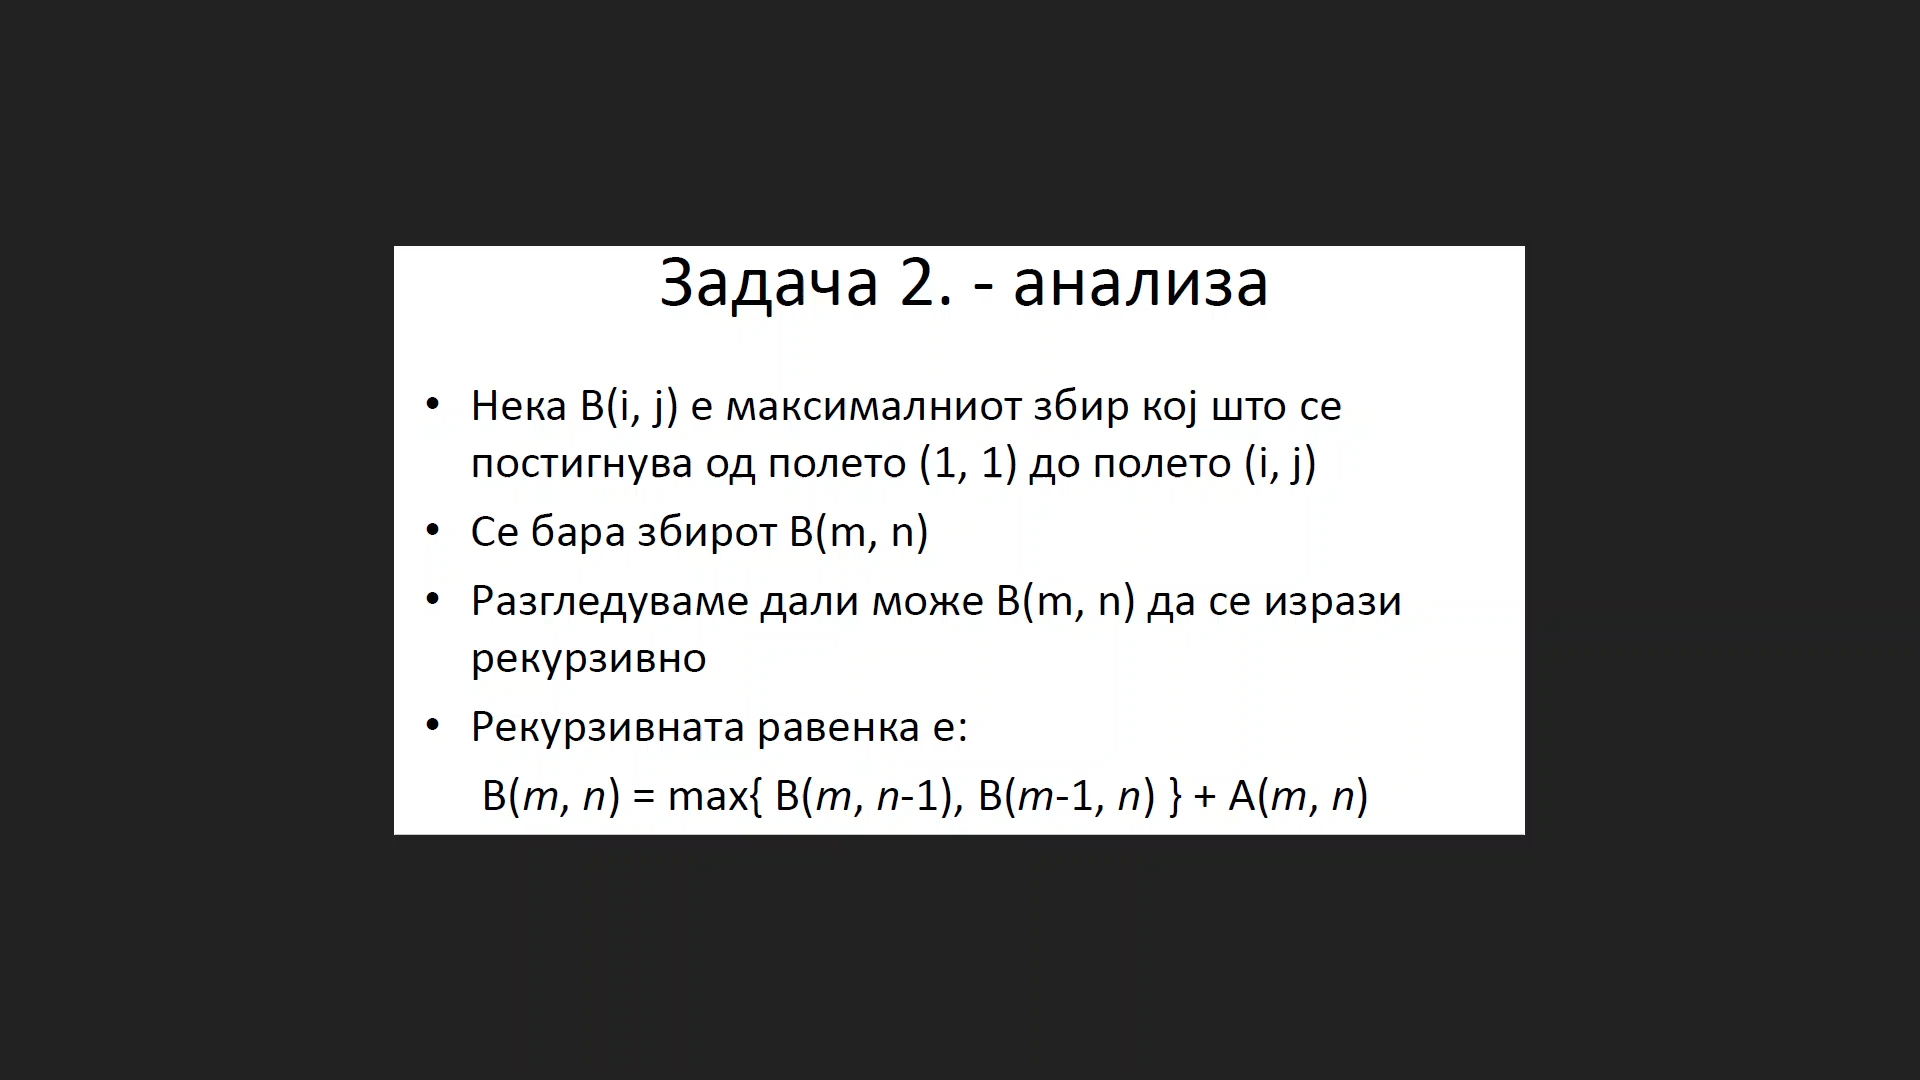 Задача 2. - анализа
• Нека B(i, j) е максималниот збир кој што се
постигнува од полето (1, 1) до полето (i, j)
• Се бара збирот B(m, n)
• Разгледуваме дали може B(m, n) да се изрази
рекурзивно
• Рекурзивната равенка е:
B(m, n) = max{ B(m, n-1), B(m-1, n) } + A(m, n)